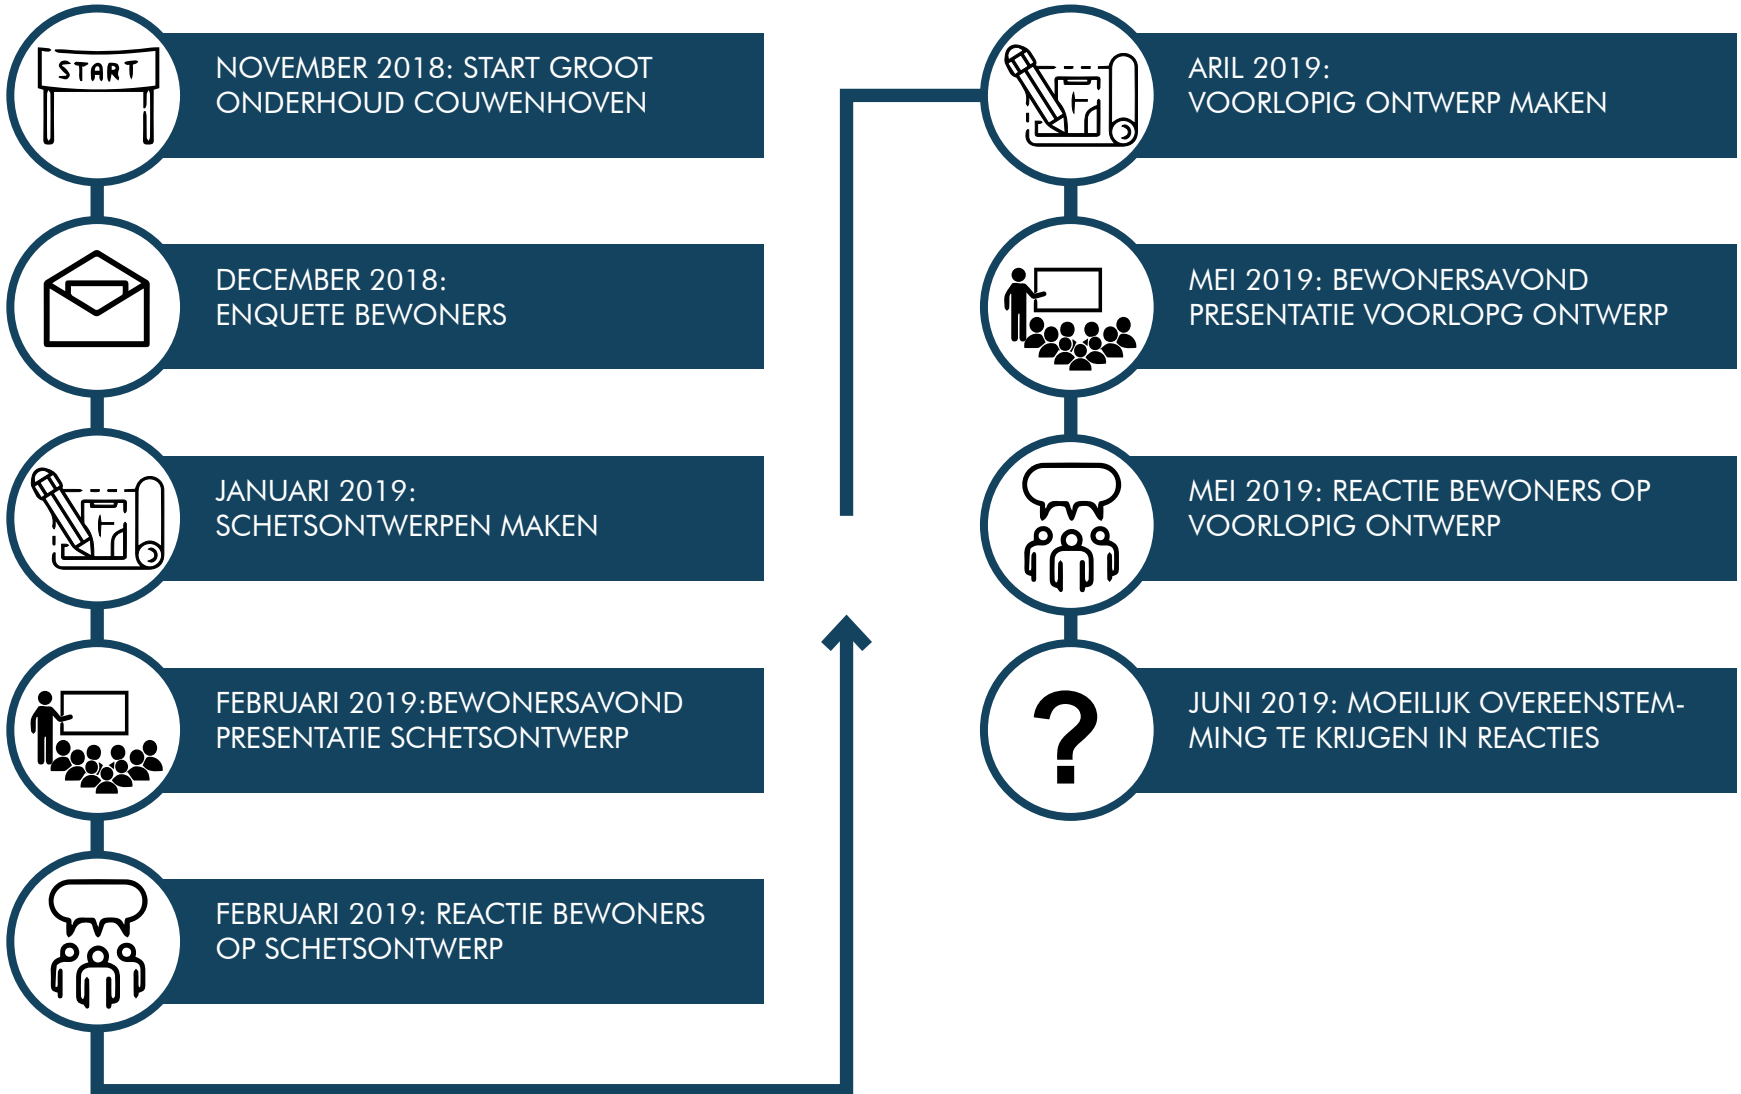 START
NOVEMBER 2018: START GROOT
ONDERHOUD COUWENHOVEN
DECEMBER 2018:
ENQUETE BEWONERS
JANUARI 2019:
SCHETSONTWERPEN MAKEN
FEBRUARI 2019:BEWONERSAVOND
PRESENTATIE SCHETSONTWERP
FEBRUARI 2019: REACTIE BEWONERS
OP SCHETSONTWERP
ARIL 2019:
VOORLOPIG ONTWERP MAKEN
MEI 2019: BEWONERSAVOND
PRESENTATIE VOORLOPG ONTWERP
MEI 2019: REACTIE BEWONERS OP
VOORLOPIG ONTWERP
?
JUNI 2019: MOEILIJK OVEREENSTEM-
MING TE KRIJGEN IN REACTIES